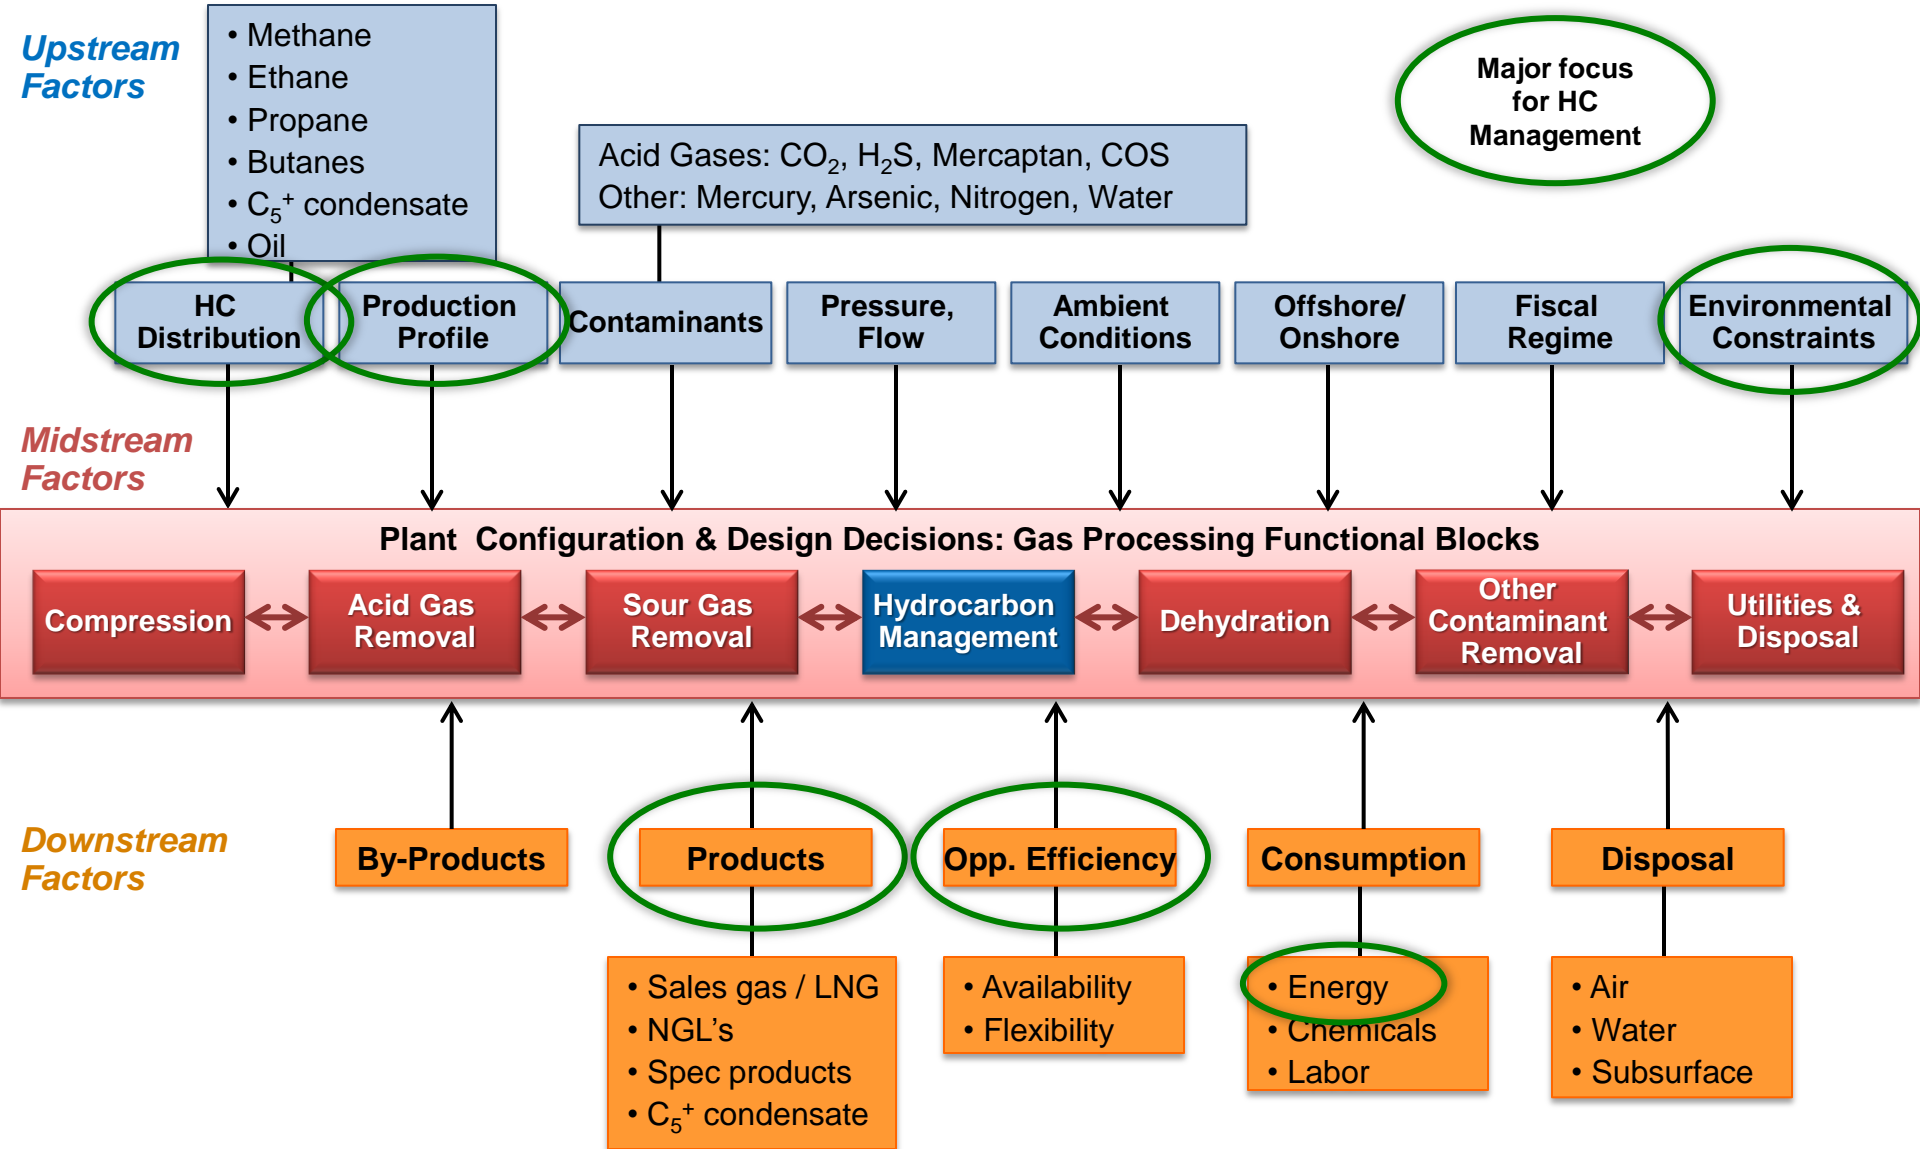 Upstream
Factors
• Methane
• Ethane
• Propane
• Butanes
• C₅⁺ condensate
• Oil
Acid Gases: CO₂, H₂S, Mercaptan, COS
Other: Mercury, Arsenic, Nitrogen, Water
Major focus
for HC
Management
HC
Distribution
Production
Profile
Contaminants
Pressure,
Flow
Ambient
Conditions
Offshore/
Onshore
Fiscal
Regime
Environmental
Constraints
Midstream
Factors
Plant Configuration & Design Decisions: Gas Processing Functional Blocks
Compression
Acid Gas
Removal
Sour Gas
Removal
Hydrocarbon
Management
Dehydration
Other
Contaminant
Removal
Utilities &
Disposal
Downstream
Factors
By-Products
Products
Opp. Efficiency
Consumption
Disposal
• Sales gas / LNG
• NGL’s
• Spec products
• C₅⁺ condensate
• Availability
• Flexibility
• Energy
• Chemicals
• Labor
• Air
• Water
• Subsurface